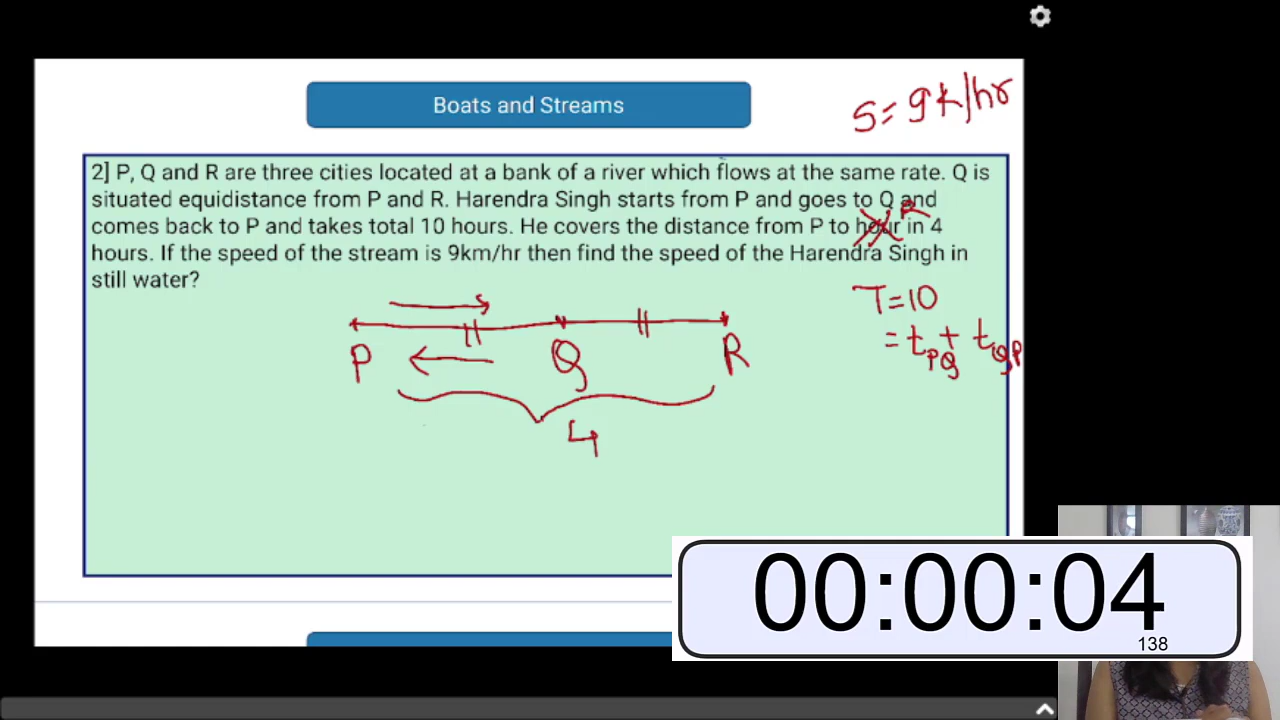 Boats and Streams
S = 9k/hr
2] P, Q and R are three cities located at a bank of a river which flows at the same rate. Q is
situated equidistance from P and R. Harendra Singh starts from P and goes to Q and
comes back to P and takes total 10 hours. He covers the distance from P to hour in 4
R
hours. If the speed of the stream is 9km/hr then find the speed of the Harendra Singh in
still water?
T = 10
= tPQ + tQP
P Q R
4
00:00:04
138